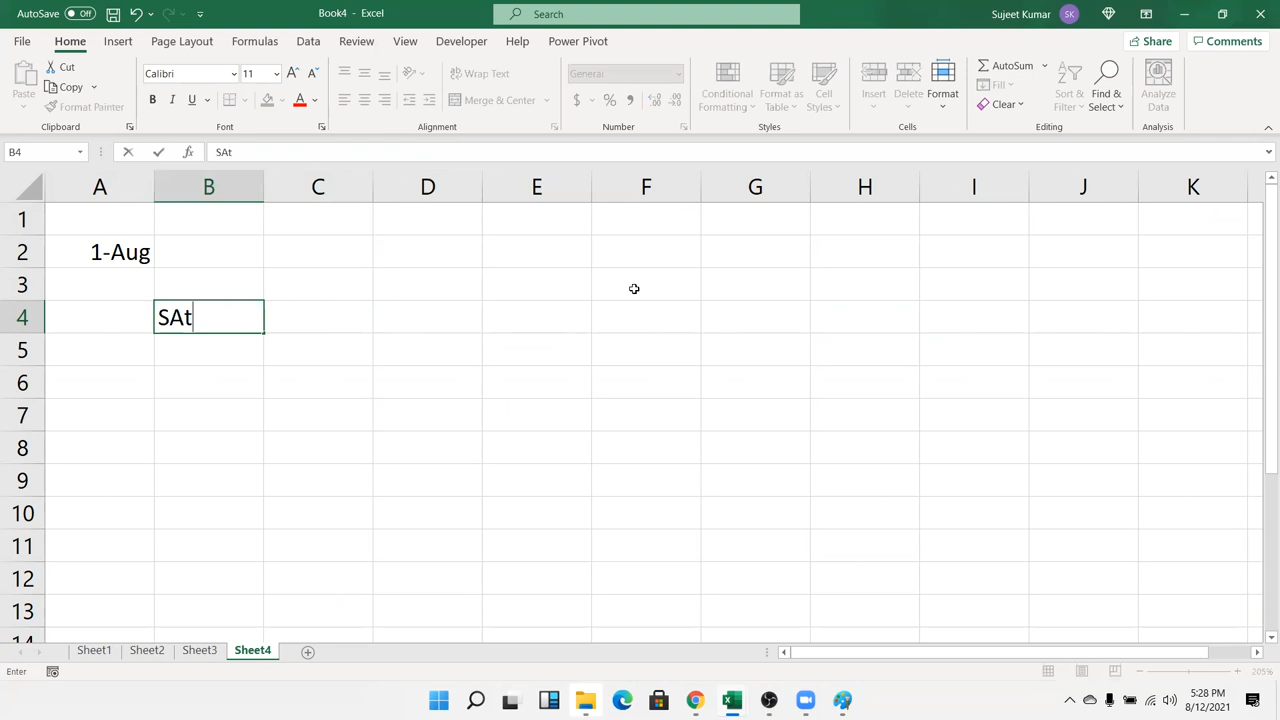 AutoSave Off Book4 - Excel Search Sujeet Kumar SK
File Home Insert Page Layout Formulas Data Review View Developer Help Power Pivot Share Comments
Paste Cut Copy Format Painter Clipboard
Calibri 11 A A B I U A Font
Wrap Text Merge & Center Alignment
General $ % , Number
Conditional Formatting Format as Table Cell Styles Styles
Insert Delete Format Cells
AutoSum Fill Clear Sort & Filter Find & Select Editing
Analyze Data Analysis
B4 fx SAt
A B C D E F G H I J K
1
2 1-Aug
3
4 SAt
5
6
7
8
9
10
11
12
13
14
Sheet1 Sheet2 Sheet3 Sheet4
Enter 205%
5:28 PM
8/12/2021